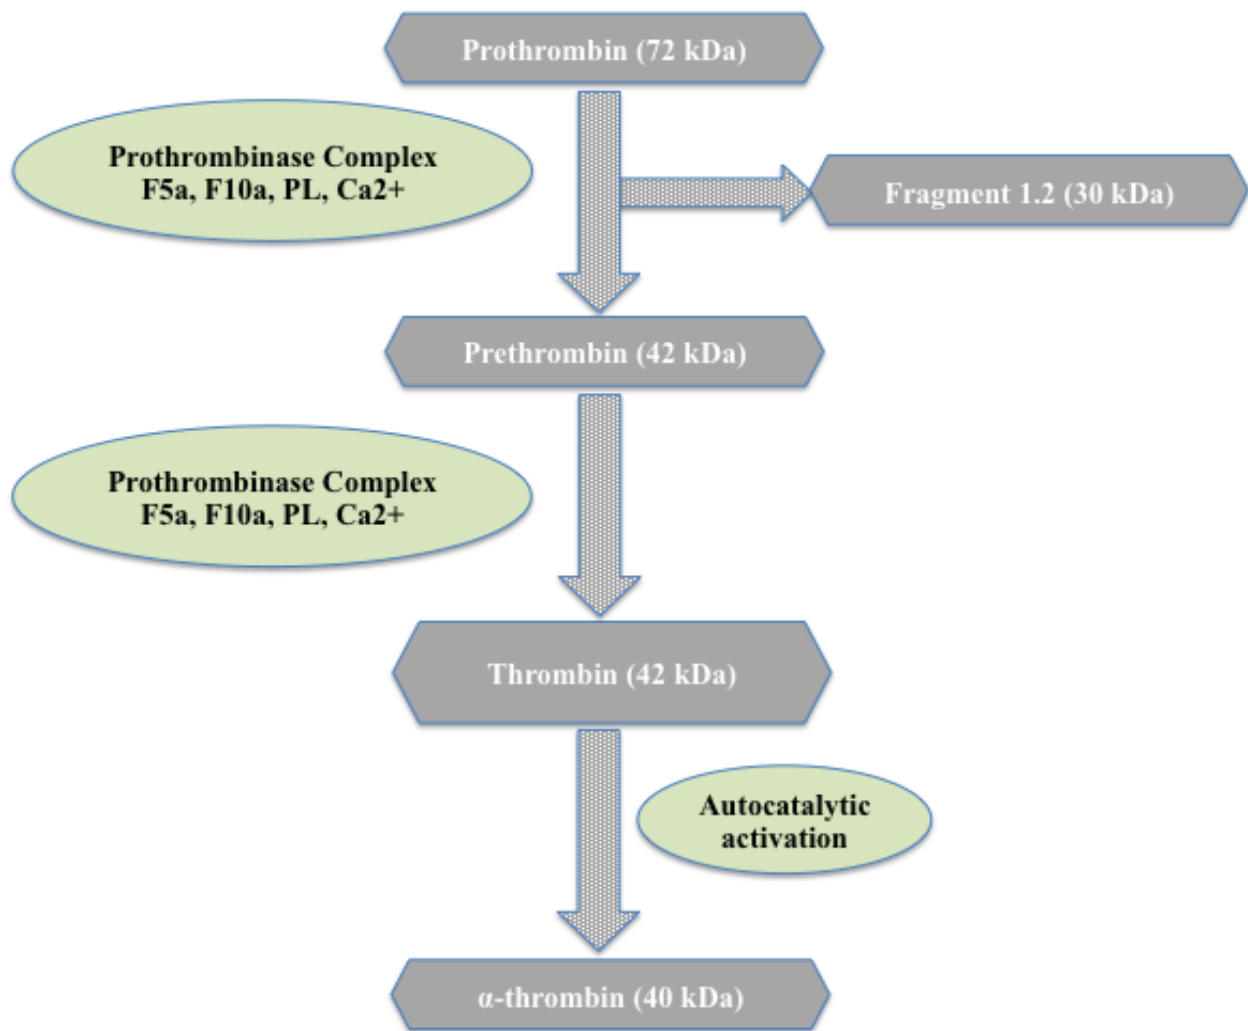 Prothrombin (72 kDa)
Prothrombinase Complex
F5a, F10a, PL, Ca2+
Fragment 1.2 (30 kDa)
Prethrombin (42 kDa)
Prothrombinase Complex
F5a, F10a, PL, Ca2+
Thrombin (42 kDa)
Autocatalytic
activation
α-thrombin (40 kDa)